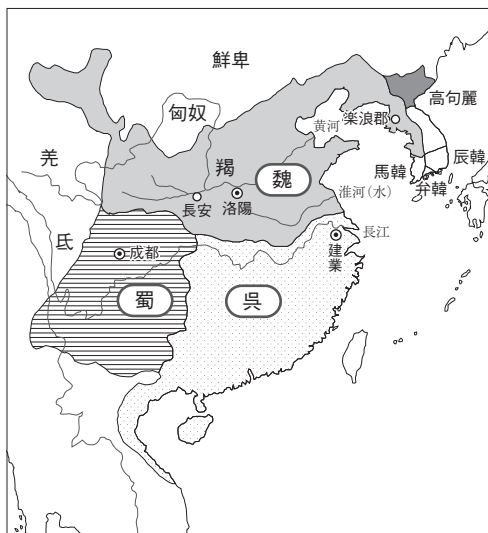 鮮卑
匈奴
高句麗
楽浪郡
黄河
羌
羯
魏
馬韓
辰韓
弁韓
淮河(水)
長安
洛陽
氐
成都
長江
建業
蜀
呉